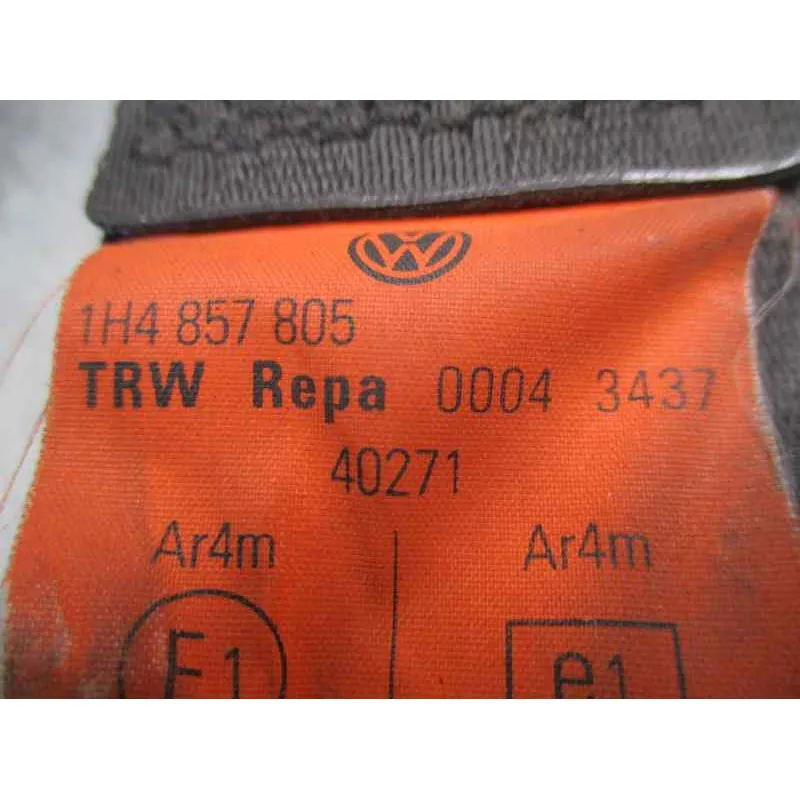 1H4 857 805
TRW Repa 0004 3437
40271
Ar4m Ar4m
E1 e1